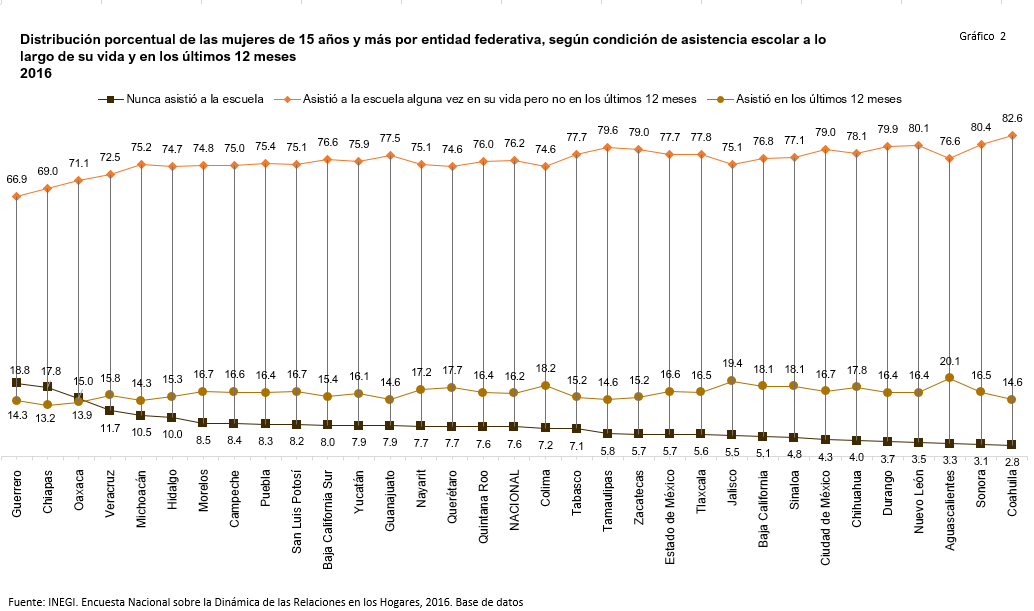 Gráfico 2
Distribución porcentual de las mujeres de 15 años y más por entidad federativa, según condición de asistencia escolar a lo
largo de su vida y en los últimos 12 meses
2016
Nunca asistió a la escuela Asistió a la escuela alguna vez en su vida pero no en los últimos 12 meses Asistió en los últimos 12 meses
66.9 69.0 71.1 72.5 75.2 74.7 74.8 75.0 75.4 75.1 76.6 75.9 77.5 75.1 74.6 76.0 76.2 74.6 77.7 79.6 79.0 77.7 77.8 75.1 76.8 77.1 79.0 78.1 79.9 80.1 76.6 80.4 82.6
18.8 17.8 15.0 15.8 14.3 15.3 16.7 16.6 16.4 16.7 15.4 16.1 14.6 17.2 17.7 16.4 16.2 18.2 15.2 14.6 15.2 16.6 16.5 19.4 18.1 18.1 16.7 17.8 16.4 16.4 20.1 16.5 14.6
14.3 13.2 13.9 11.7 10.5 10.0 8.5 8.4 8.3 8.2 8.0 7.9 7.9 7.7 7.7 7.6 7.6 7.2 7.1 5.8 5.7 5.7 5.6 5.5 5.1 4.8 4.3 4.0 3.7 3.5 3.3 3.1 2.8
Guerrero
Chiapas
Oaxaca
Veracruz
Michoacán
Hidalgo
Morelos
Campeche
Puebla
San Luis Potosí
Baja California Sur
Yucatán
Guanajuato
Nayarit
Querétaro
Quintana Roo
NACIONAL
Colima
Tabasco
Tamaulipas
Zacatecas
Estado de México
Tlaxcala
Jalisco
Baja California
Sinaloa
Ciudad de México
Chihuahua
Durango
Nuevo León
Aguascalientes
Sonora
Coahuila
Fuente: INEGI. Encuesta Nacional sobre la Dinámica de las Relaciones en los Hogares, 2016. Base de datos